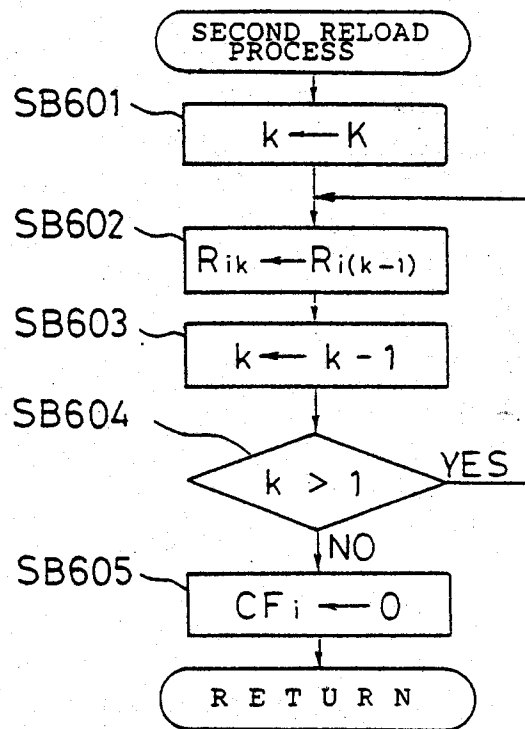 SECOND RELOAD
PROCESS
SB601
k ← K
SB602
Rik ← Ri(k-1)
SB603
k ← k - 1
SB604
k > 1
YES
NO
SB605
CFi ← 0
RETURN